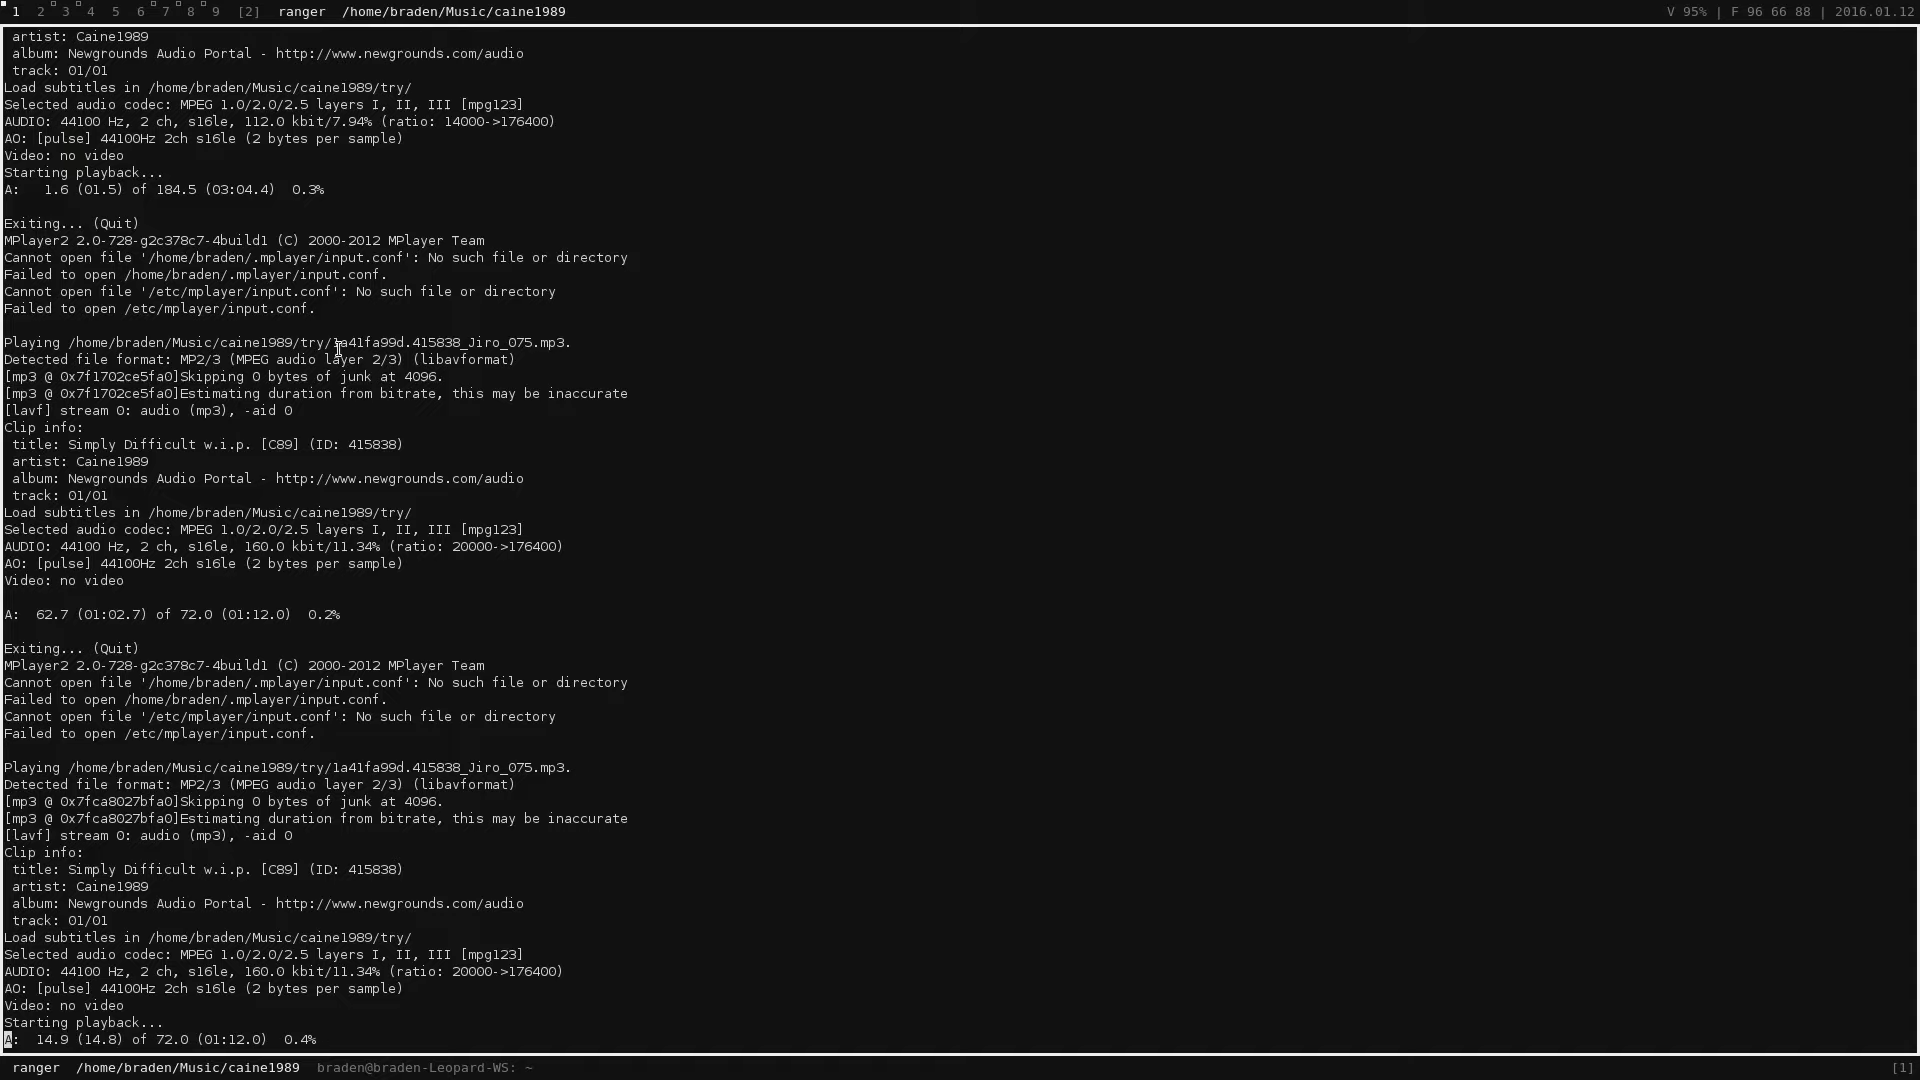 1 2 3 4 5 6 7 8 9 [2] ranger /home/braden/Music/caine1989 V 95% | F 96 66 88 | 2016.01.12
artist: Caine1989
album: Newgrounds Audio Portal - http://www.newgrounds.com/audio
track: 01/01
Load subtitles in /home/braden/Music/caine1989/try/
Selected audio codec: MPEG 1.0/2.0/2.5 layers I, II, III [mpg123]
AUDIO: 44100 Hz, 2 ch, s16le, 112.0 kbit/7.94% (ratio: 14000->176400)
AO: [pulse] 44100Hz 2ch s16le (2 bytes per sample)
Video: no video
Starting playback...
A: 1.6 (01.5) of 184.5 (03:04.4) 0.3%
Exiting... (Quit)
MPlayer2 2.0-728-g2c378c7-4build1 (C) 2000-2012 MPlayer Team
Cannot open file '/home/braden/.mplayer/input.conf': No such file or directory
Failed to open /home/braden/.mplayer/input.conf.
Cannot open file '/etc/mplayer/input.conf': No such file or directory
Failed to open /etc/mplayer/input.conf.
Playing /home/braden/Music/caine1989/try/1a41fa99d.415838_Jiro_075.mp3.
Detected file format: MP2/3 (MPEG audio layer 2/3) (libavformat)
[mp3 @ 0x7f1702ce5fa0]Skipping 0 bytes of junk at 4096.
[mp3 @ 0x7f1702ce5fa0]Estimating duration from bitrate, this may be inaccurate
[lavf] stream 0: audio (mp3), -aid 0
Clip info:
title: Simply Difficult w.i.p. [C89] (ID: 415838)
artist: Caine1989
album: Newgrounds Audio Portal - http://www.newgrounds.com/audio
track: 01/01
Load subtitles in /home/braden/Music/caine1989/try/
Selected audio codec: MPEG 1.0/2.0/2.5 layers I, II, III [mpg123]
AUDIO: 44100 Hz, 2 ch, s16le, 160.0 kbit/11.34% (ratio: 20000->176400)
AO: [pulse] 44100Hz 2ch s16le (2 bytes per sample)
Video: no video
A: 62.7 (01:02.7) of 72.0 (01:12.0) 0.2%
Exiting... (Quit)
MPlayer2 2.0-728-g2c378c7-4build1 (C) 2000-2012 MPlayer Team
Cannot open file '/home/braden/.mplayer/input.conf': No such file or directory
Failed to open /home/braden/.mplayer/input.conf.
Cannot open file '/etc/mplayer/input.conf': No such file or directory
Failed to open /etc/mplayer/input.conf.
Playing /home/braden/Music/caine1989/try/1a41fa99d.415838_Jiro_075.mp3.
Detected file format: MP2/3 (MPEG audio layer 2/3) (libavformat)
[mp3 @ 0x7fca8027bfa0]Skipping 0 bytes of junk at 4096.
[mp3 @ 0x7fca8027bfa0]Estimating duration from bitrate, this may be inaccurate
[lavf] stream 0: audio (mp3), -aid 0
Clip info:
title: Simply Difficult w.i.p. [C89] (ID: 415838)
artist: Caine1989
album: Newgrounds Audio Portal - http://www.newgrounds.com/audio
track: 01/01
Load subtitles in /home/braden/Music/caine1989/try/
Selected audio codec: MPEG 1.0/2.0/2.5 layers I, II, III [mpg123]
AUDIO: 44100 Hz, 2 ch, s16le, 160.0 kbit/11.34% (ratio: 20000->176400)
AO: [pulse] 44100Hz 2ch s16le (2 bytes per sample)
Video: no video
Starting playback...
A: 14.9 (14.8) of 72.0 (01:12.0) 0.4%
ranger /home/braden/Music/caine1989 braden@braden-Leopard-WS: ~ [1]